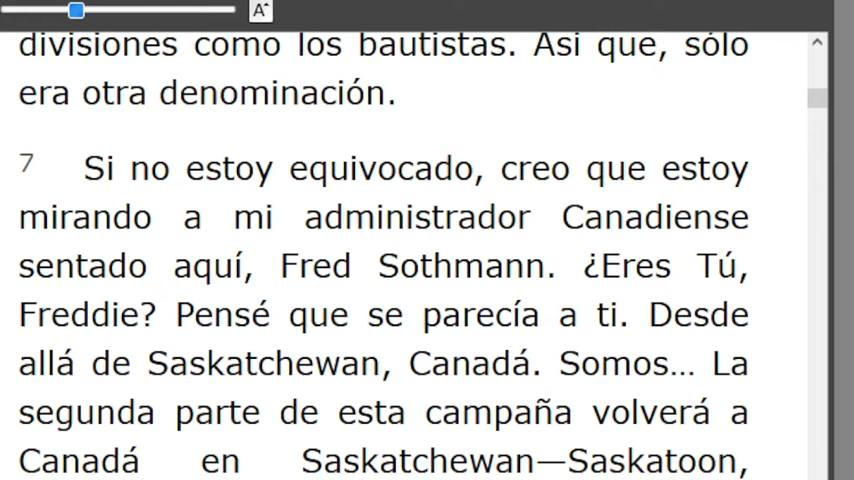 A
divisiones como los bautistas. Así que, sólo
era otra denominación.
7 Si no estoy equivocado, creo que estoy
mirando a mi administrador Canadiense
sentado aquí, Fred Sothmann. ¿Eres Tú,
Freddie? Pensé que se parecía a ti. Desde
allá de Saskatchewan, Canadá. Somos… La
segunda parte de esta campaña volverá a
Canadá en Saskatchewan—Saskatoon,